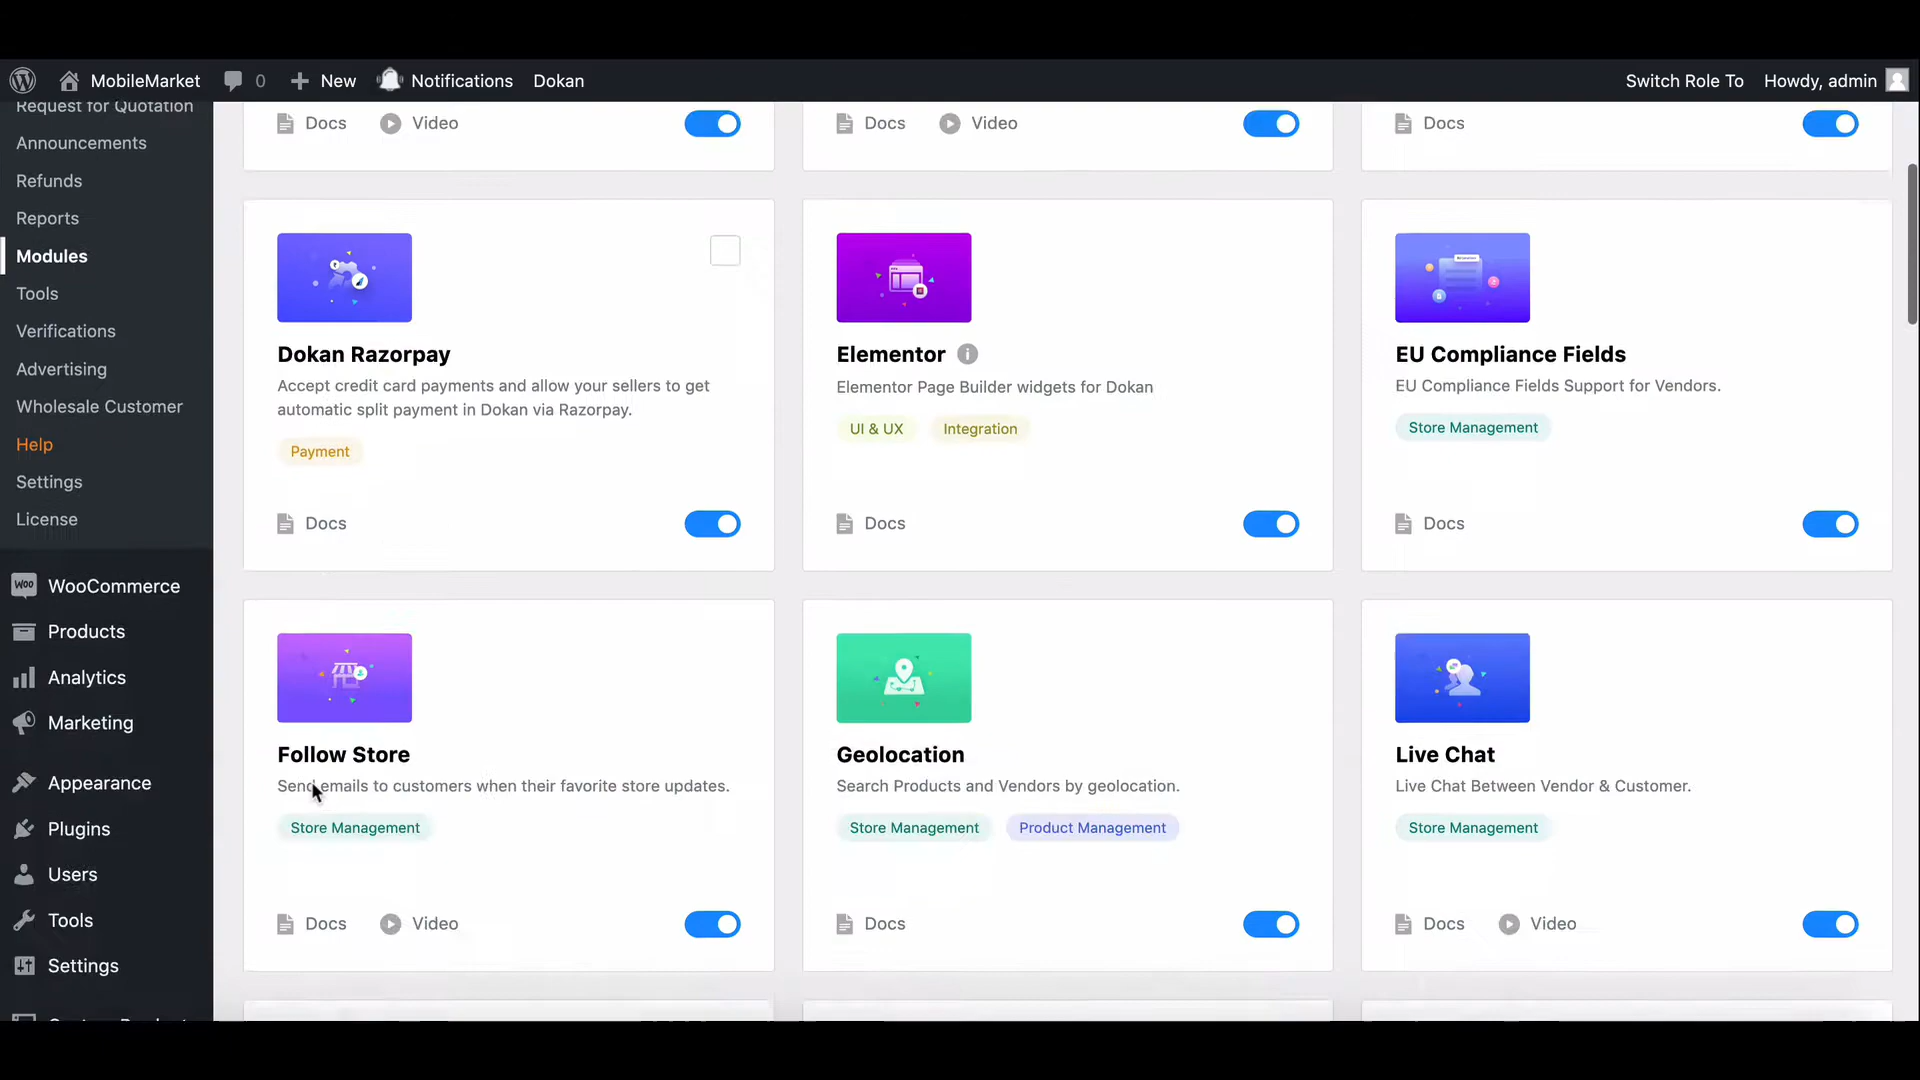 MobileMarket
0
New
Notifications
Dokan
Switch Role To
Howdy, admin
Request for Quotation
Announcements
Refunds
Reports
Modules
Tools
Verifications
Advertising
Wholesale Customer
Help
Settings
License
WOO WooCommerce
Products
Analytics
Marketing
Appearance
Plugins
Users
Tools
Settings
Docs Video
Docs Video
Docs
Dokan Razorpay
Accept credit card payments and allow your sellers to get
automatic split payment in Dokan via Razorpay.
Payment
Docs
Elementor
Elementor Page Builder widgets for Dokan
UI & UX Integration
Docs
EU Compliance Fields
EU Compliance Fields Support for Vendors.
Store Management
Docs
Follow Store
Send emails to customers when their favorite store updates.
Store Management
Docs Video
Geolocation
Search Products and Vendors by geolocation.
Store Management Product Management
Docs
Live Chat
Live Chat Between Vendor & Customer.
Store Management
Docs Video